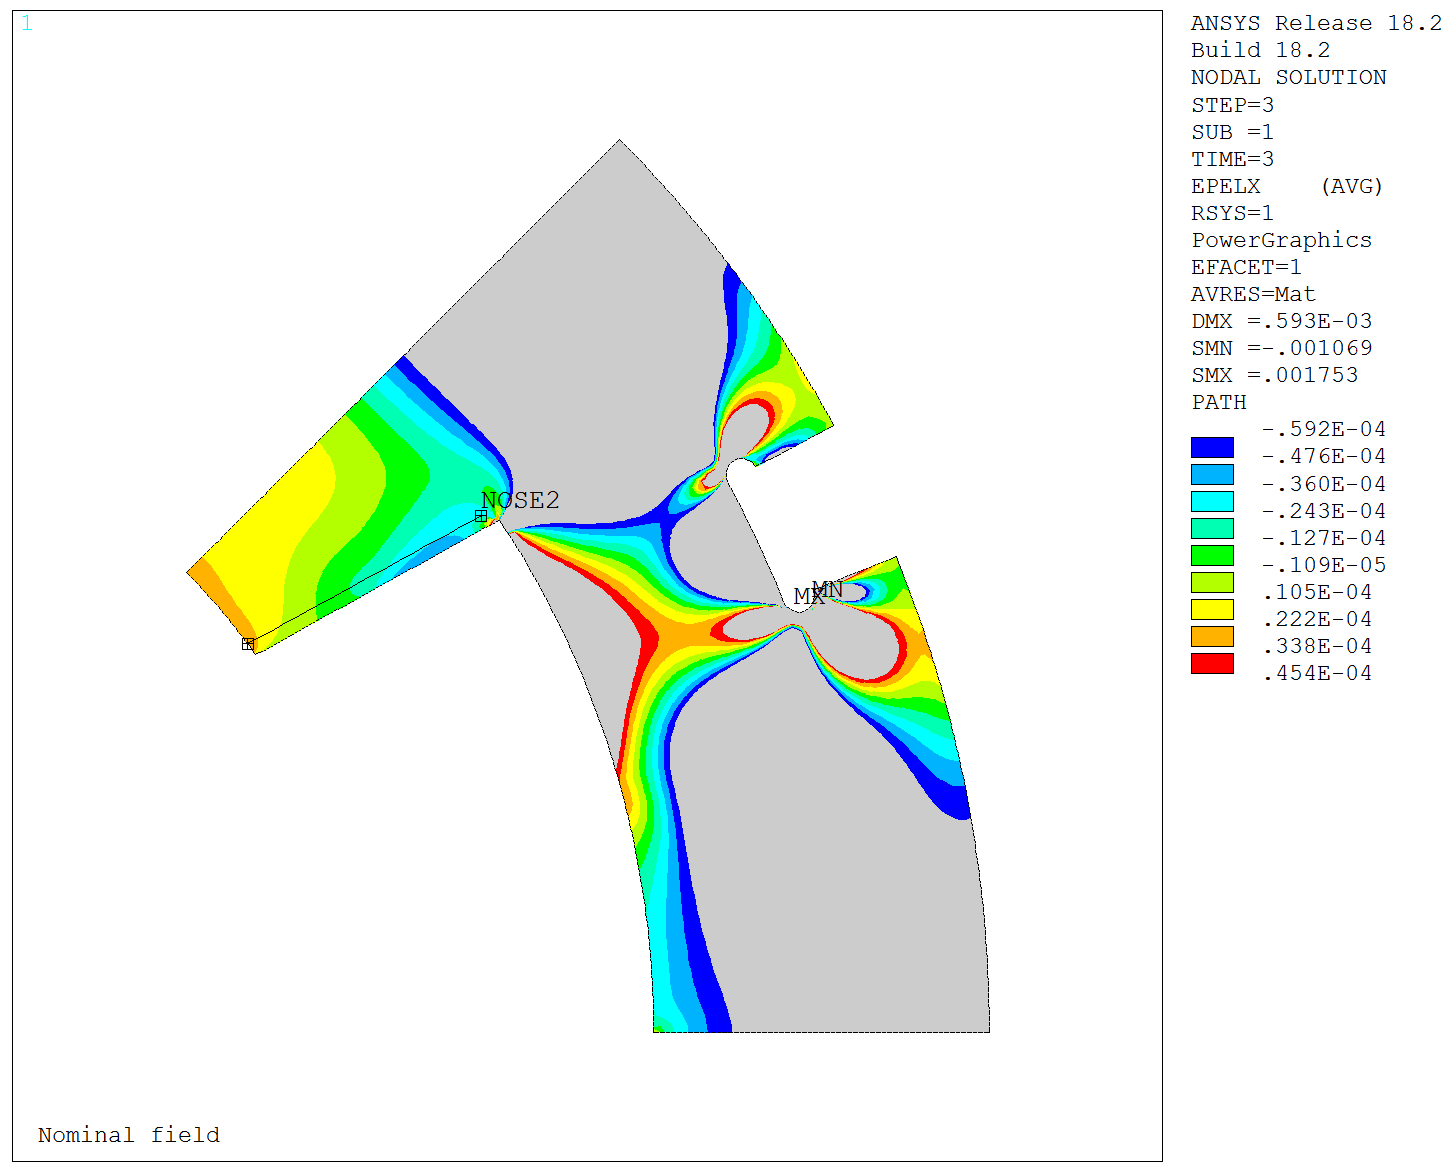 1
ANSYS Release 18.2
Build 18.2
NODAL SOLUTION
STEP=3
SUB =1
TIME=3
EPELX (AVG)
RSYS=1
PowerGraphics
EFACET=1
AVRES=Mat
DMX =.593E-03
SMN =-.001069
SMX =.001753
PATH
-.592E-04
-.476E-04
-.360E-04
-.243E-04
-.127E-04
-.109E-05
.105E-04
.222E-04
.338E-04
.454E-04
NOSE2
MX
MN
Nominal field